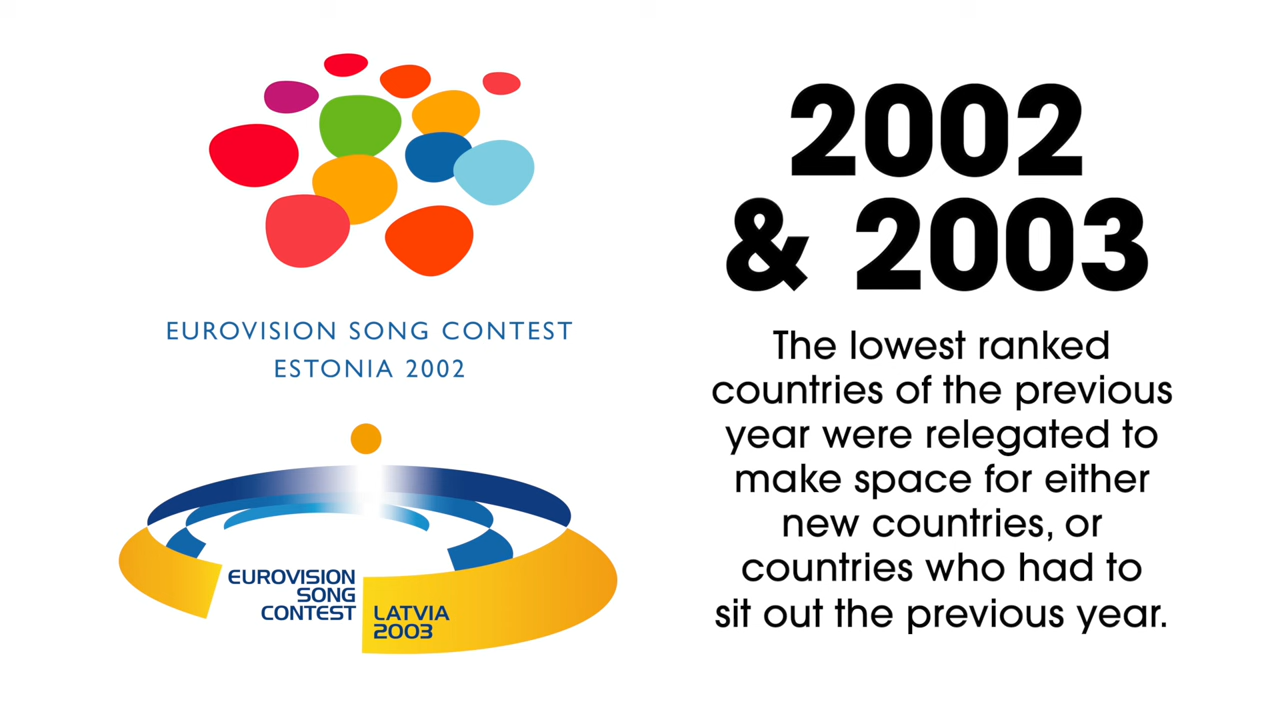 EUROVISION SONG CONTEST
ESTONIA 2002
EUROVISION
SONG
CONTEST
LATVIA
2003
2002
& 2003
The lowest ranked
countries of the previous
year were relegated to
make space for either
new countries, or
countries who had to
sit out the previous year.